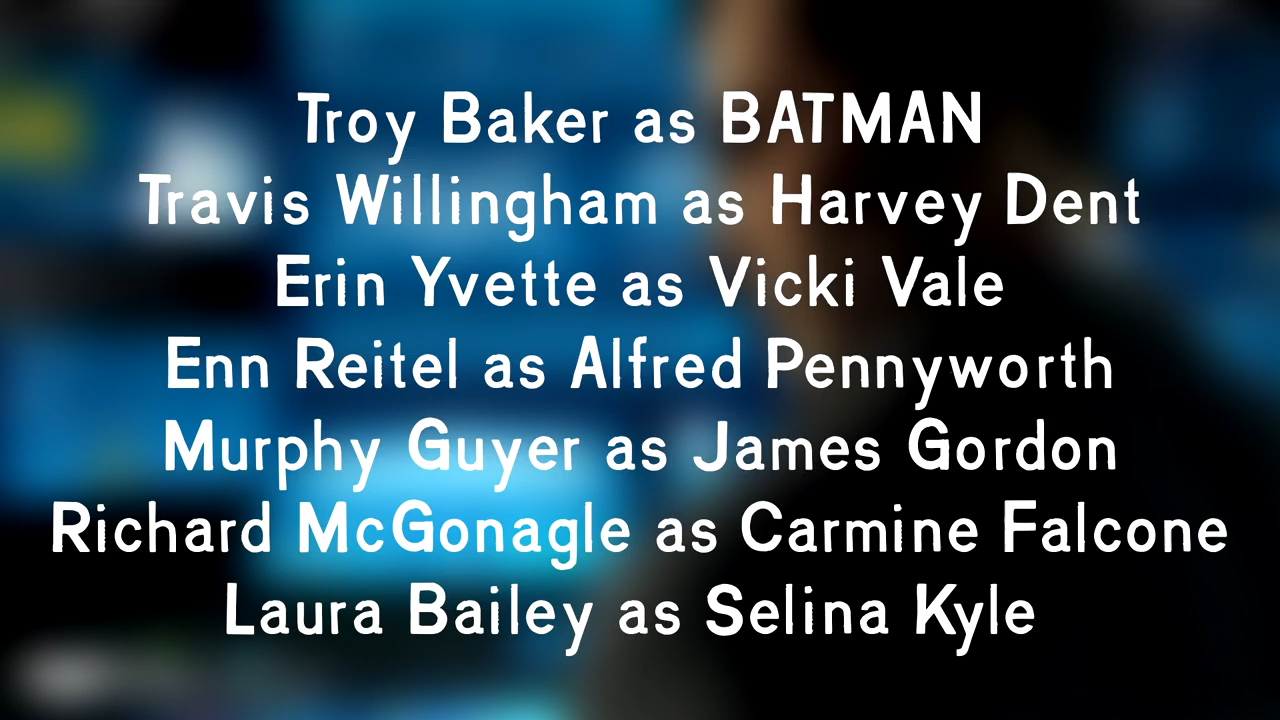 Troy Baker as BATMAN
Travis Willingham as Harvey Dent
Erin Yvette as Vicki Vale
Enn Reitel as Alfred Pennyworth
Murphy Guyer as James Gordon
Richard McGonagle as Carmine Falcone
Laura Bailey as Selina Kyle